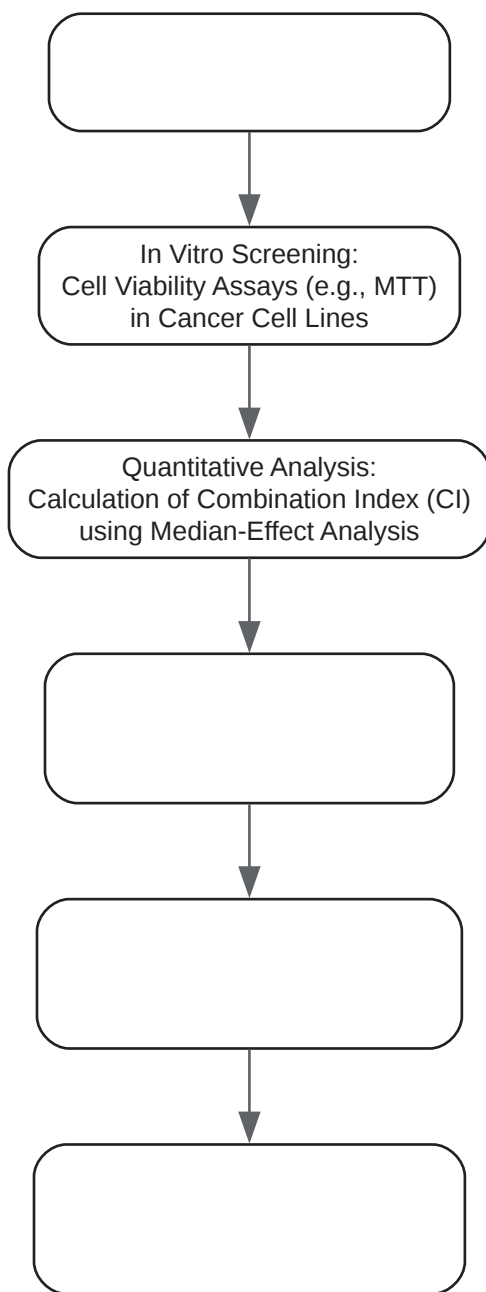 In Vitro Screening:
Cell Viability Assays (e.g., MTT)
in Cancer Cell Lines
Quantitative Analysis:
Calculation of Combination Index (CI)
using Median-Effect Analysis